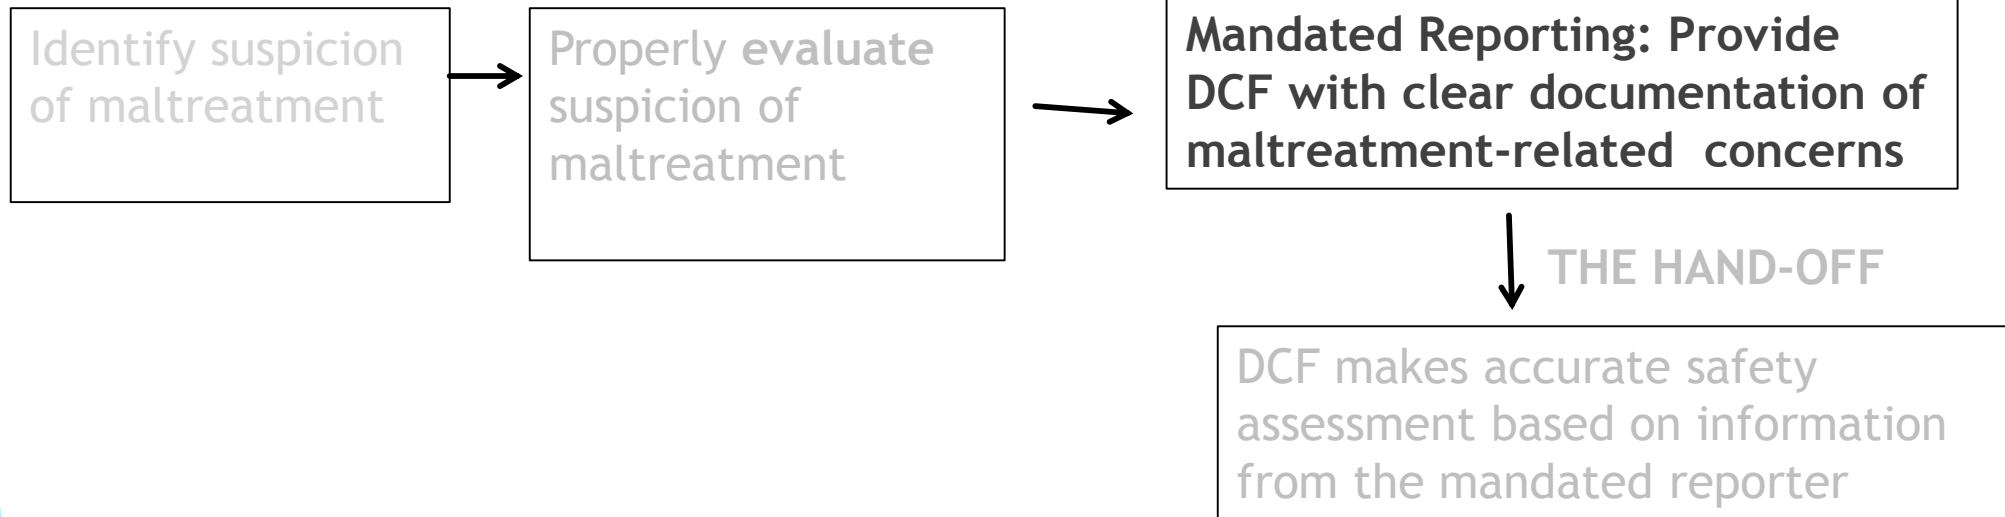 Identify suspicion
of maltreatment
Properly evaluate
suspicion of
maltreatment
Mandated Reporting: Provide
DCF with clear documentation of
maltreatment-related concerns
THE HAND-OFF
DCF makes accurate safety
assessment based on information
from the mandated reporter